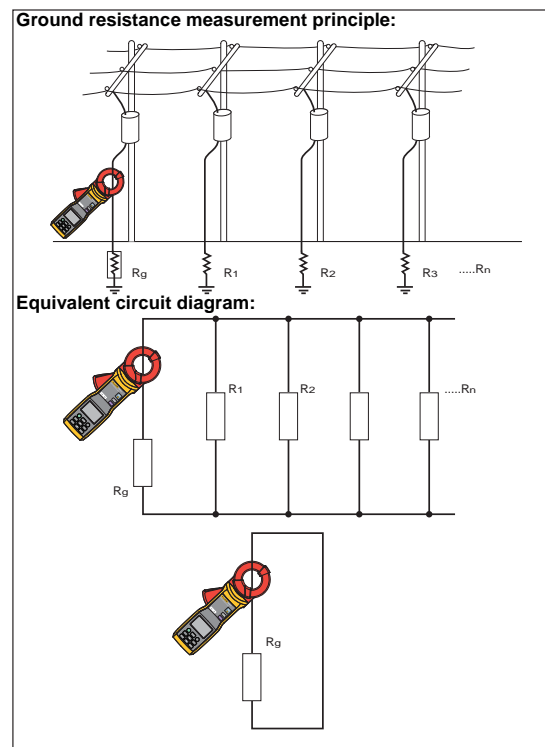 Ground resistance measurement principle:
Rg R1 R2 R3 .....Rn
Equivalent circuit diagram:
R1 R2 .....Rn
Rg
Rg